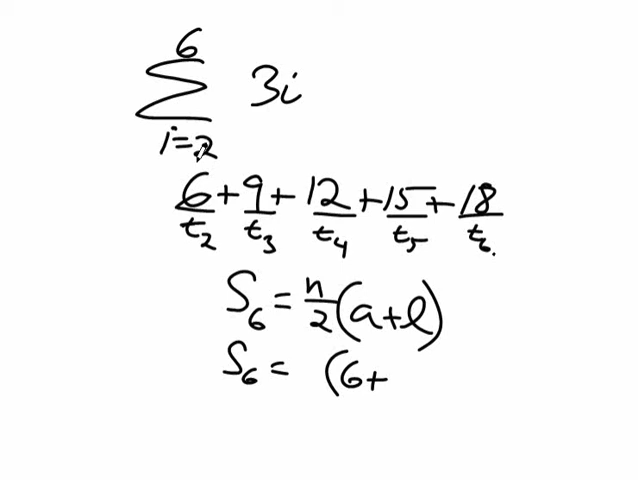 6
∑ 3i
i=2
6 + 9 + 12 + 15 + 18
t₂ t₃ t₄ t₅ t₆.
S₆ = n/2 (a+l)
S₆ = (6+